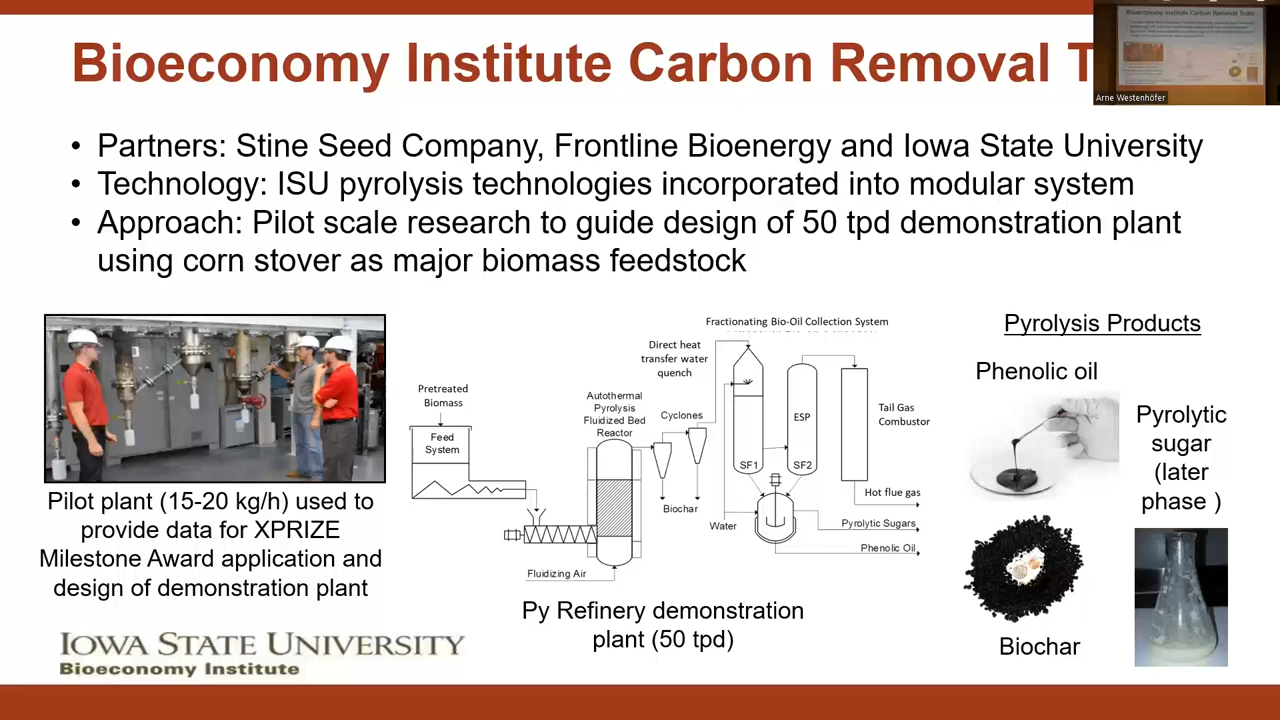 Bioeconomy Institute Carbon Removal T
Arne Westenhöfer
• Partners: Stine Seed Company, Frontline Bioenergy and Iowa State University
• Technology: ISU pyrolysis technologies incorporated into modular system
• Approach: Pilot scale research to guide design of 50 tpd demonstration plant
using corn stover as major biomass feedstock
Pilot plant (15-20 kg/h) used to
provide data for XPRIZE
Milestone Award application and
design of demonstration plant
Fractionating Bio-Oil Collection System
Direct heat
transfer water
quench
Pretreated
Biomass
Feed
System
Autothermal
Pyrolysis
Fluidized Bed
Reactor
Cyclones
Biochar
Fluidizing Air
SF1
ESP
SF2
Water
Tail Gas
Combustor
Hot flue gas
Pyrolytic Sugars
Phenolic Oil
Py Refinery demonstration
plant (50 tpd)
Pyrolysis Products
Phenolic oil
Pyrolytic
sugar
(later
phase )
Biochar
IOWA STATE UNIVERSITY
Bioeconomy Institute